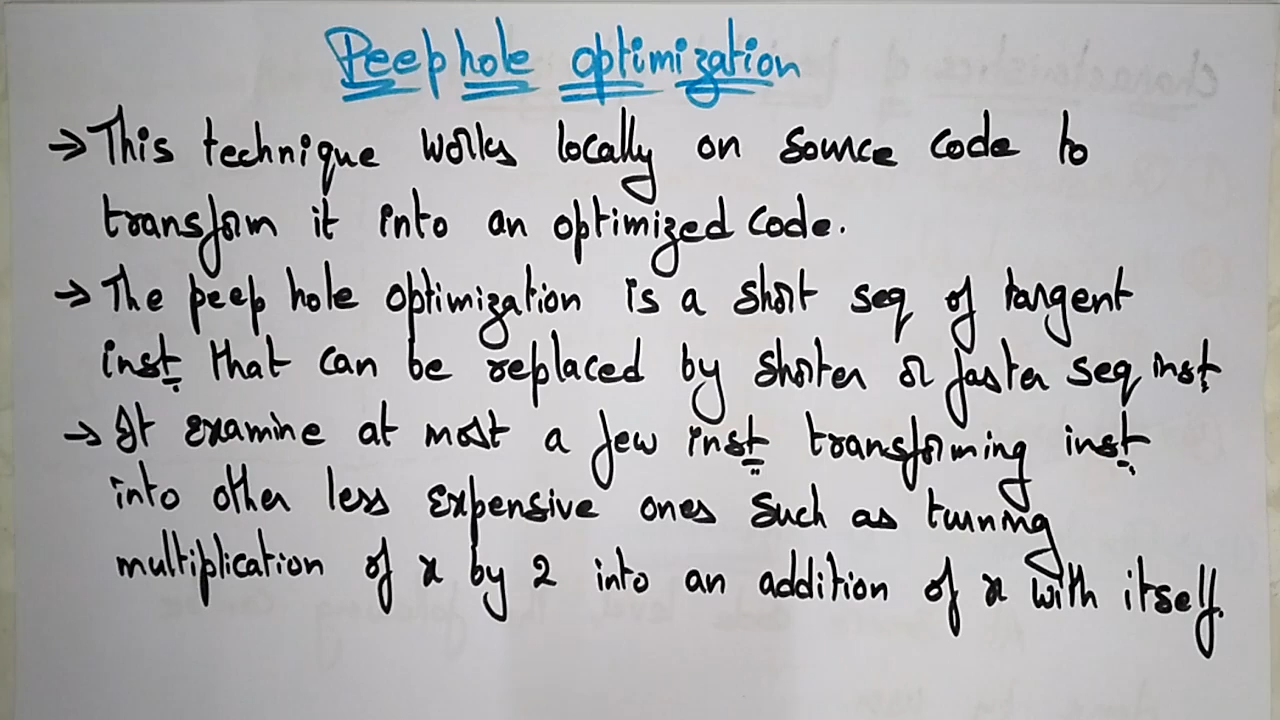 Peep hole optimization
→ This technique works locally on source code to
transform it into an optimized code.
→ The peep hole optimization is a short seq of tangent
inst that can be replaced by shorter or faster seq inst
→ It examine at most a few inst transforming inst
into other less expensive ones such as turning
multiplication of x by 2 into an addition of x with itself.